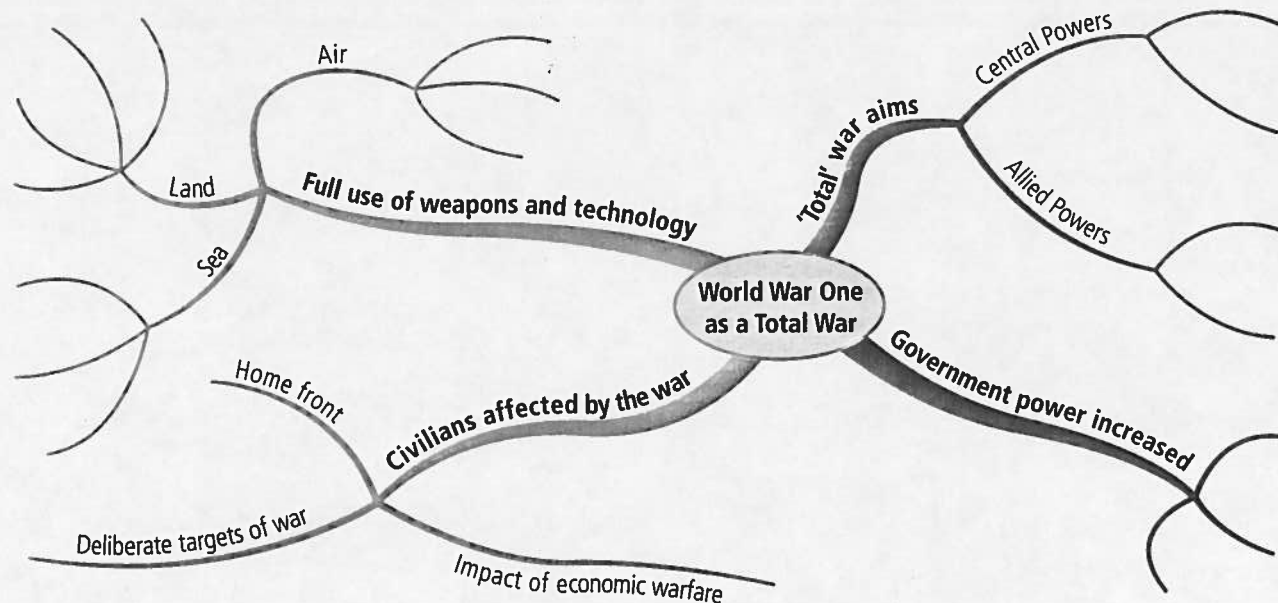 Air
Land
Sea
Full use of weapons and technology
'Total' war aims
Central Powers
Allied Powers
World War One
as a Total War
Government power increased
Civilians affected by the war
Home front
Deliberate targets of war
Impact of economic warfare